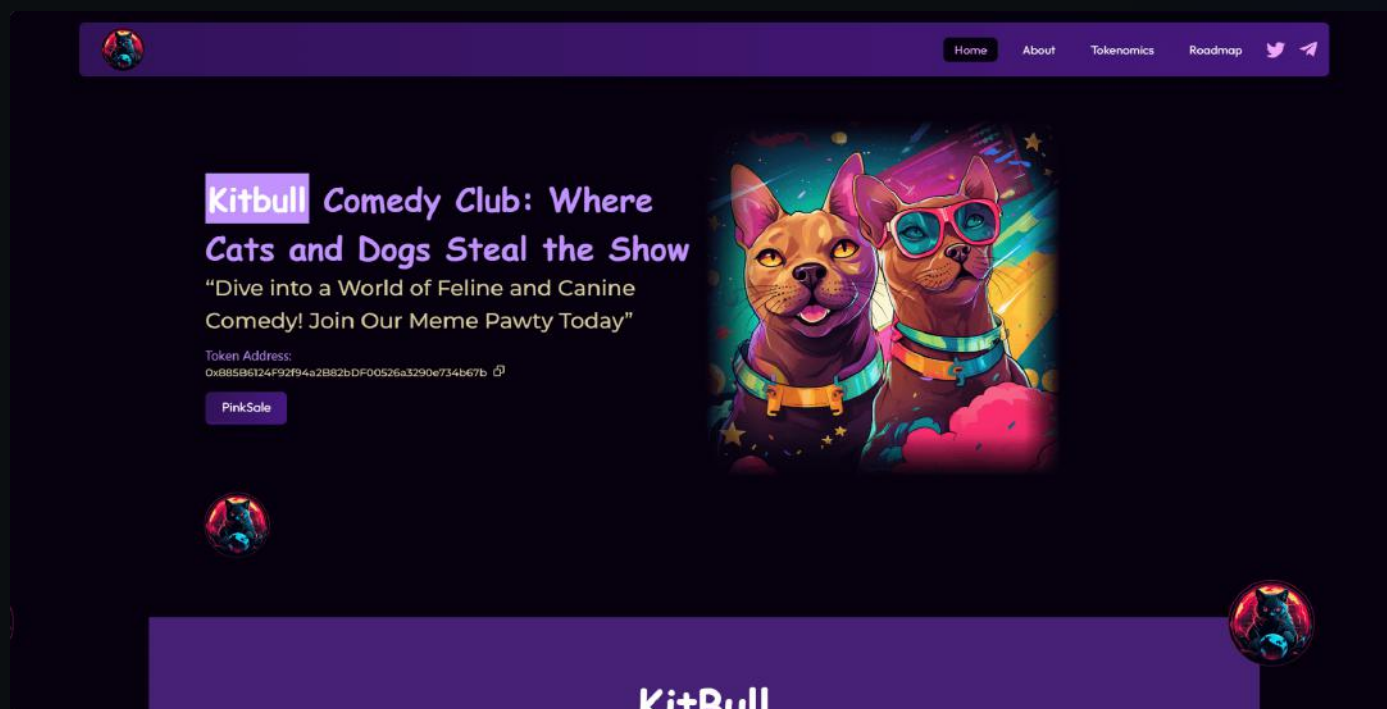 Home About Tokenomics Roadmap
Kitbull Comedy Club: Where
Cats and Dogs Steal the Show
“Dive into a World of Feline and Canine
Comedy! Join Our Meme Pawty Today”
Token Address:
0x885B6124F92f94a2B82bDF00526a3290e734b67b
PinkSale
KitBull